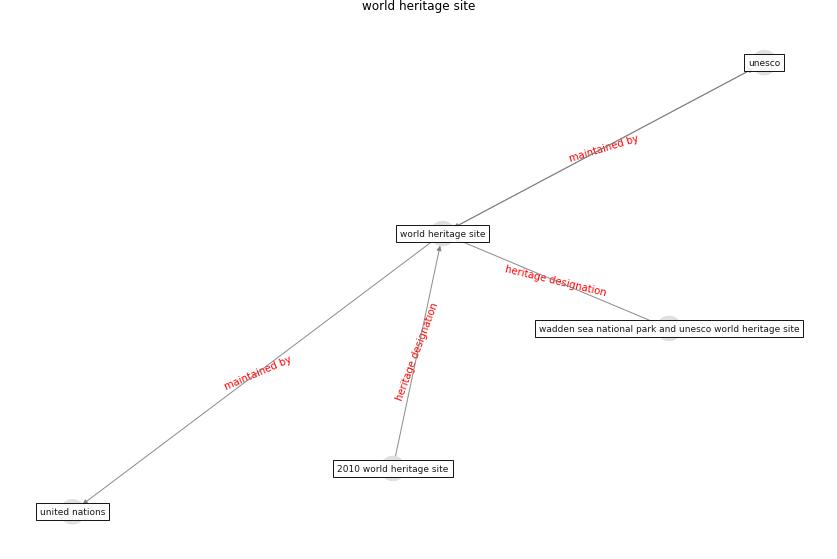 world heritage site
unesco
maintained by
world heritage site
heritage designation
wadden sea national park and unesco world heritage site
heritage designation
maintained by
2010 world heritage site
united nations